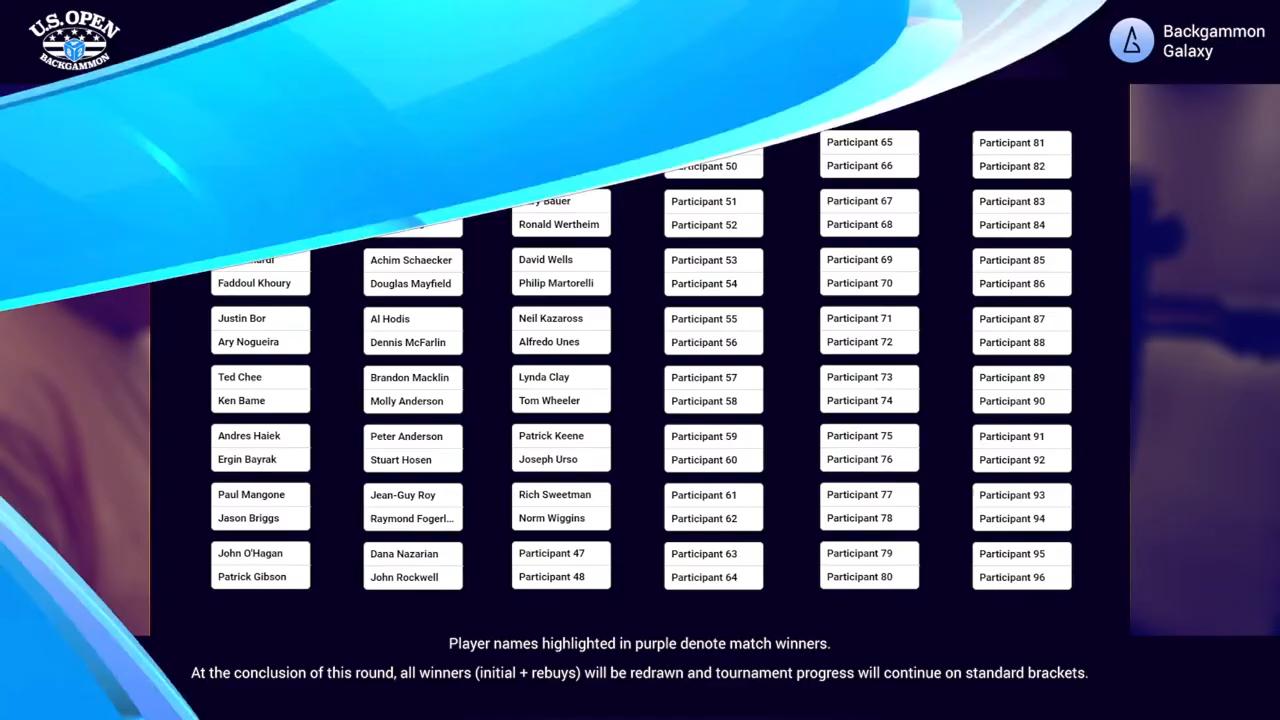 U.S. OPEN
BACKGAMMON
Backgammon
Galaxy
Faddoul Khoury
Justin Bor
Ary Nogueira
Ted Chee
Ken Bame
Andres Haiek
Ergin Bayrak
Paul Mangone
Jason Briggs
John O'Hagan
Patrick Gibson
Achim Schaecker
Douglas Mayfield
Al Hodis
Dennis McFarlin
Brandon Macklin
Molly Anderson
Peter Anderson
Stuart Hosen
Jean-Guy Roy
Raymond Fogerl...
Dana Nazarian
John Rockwell
Bauer
Ronald Wertheim
David Wells
Philip Martorelli
Neil Kazaross
Alfredo Unes
Lynda Clay
Tom Wheeler
Patrick Keene
Joseph Urso
Rich Sweetman
Norm Wiggins
Participant 47
Participant 48
Participant 50
Participant 51
Participant 52
Participant 53
Participant 54
Participant 55
Participant 56
Participant 57
Participant 58
Participant 59
Participant 60
Participant 61
Participant 62
Participant 63
Participant 64
Participant 65
Participant 66
Participant 67
Participant 68
Participant 69
Participant 70
Participant 71
Participant 72
Participant 73
Participant 74
Participant 75
Participant 76
Participant 77
Participant 78
Participant 79
Participant 80
Participant 81
Participant 82
Participant 83
Participant 84
Participant 85
Participant 86
Participant 87
Participant 88
Participant 89
Participant 90
Participant 91
Participant 92
Participant 93
Participant 94
Participant 95
Participant 96
Player names highlighted in purple denote match winners.
At the conclusion of this round, all winners (initial + rebuys) will be redrawn and tournament progress will continue on standard brackets.